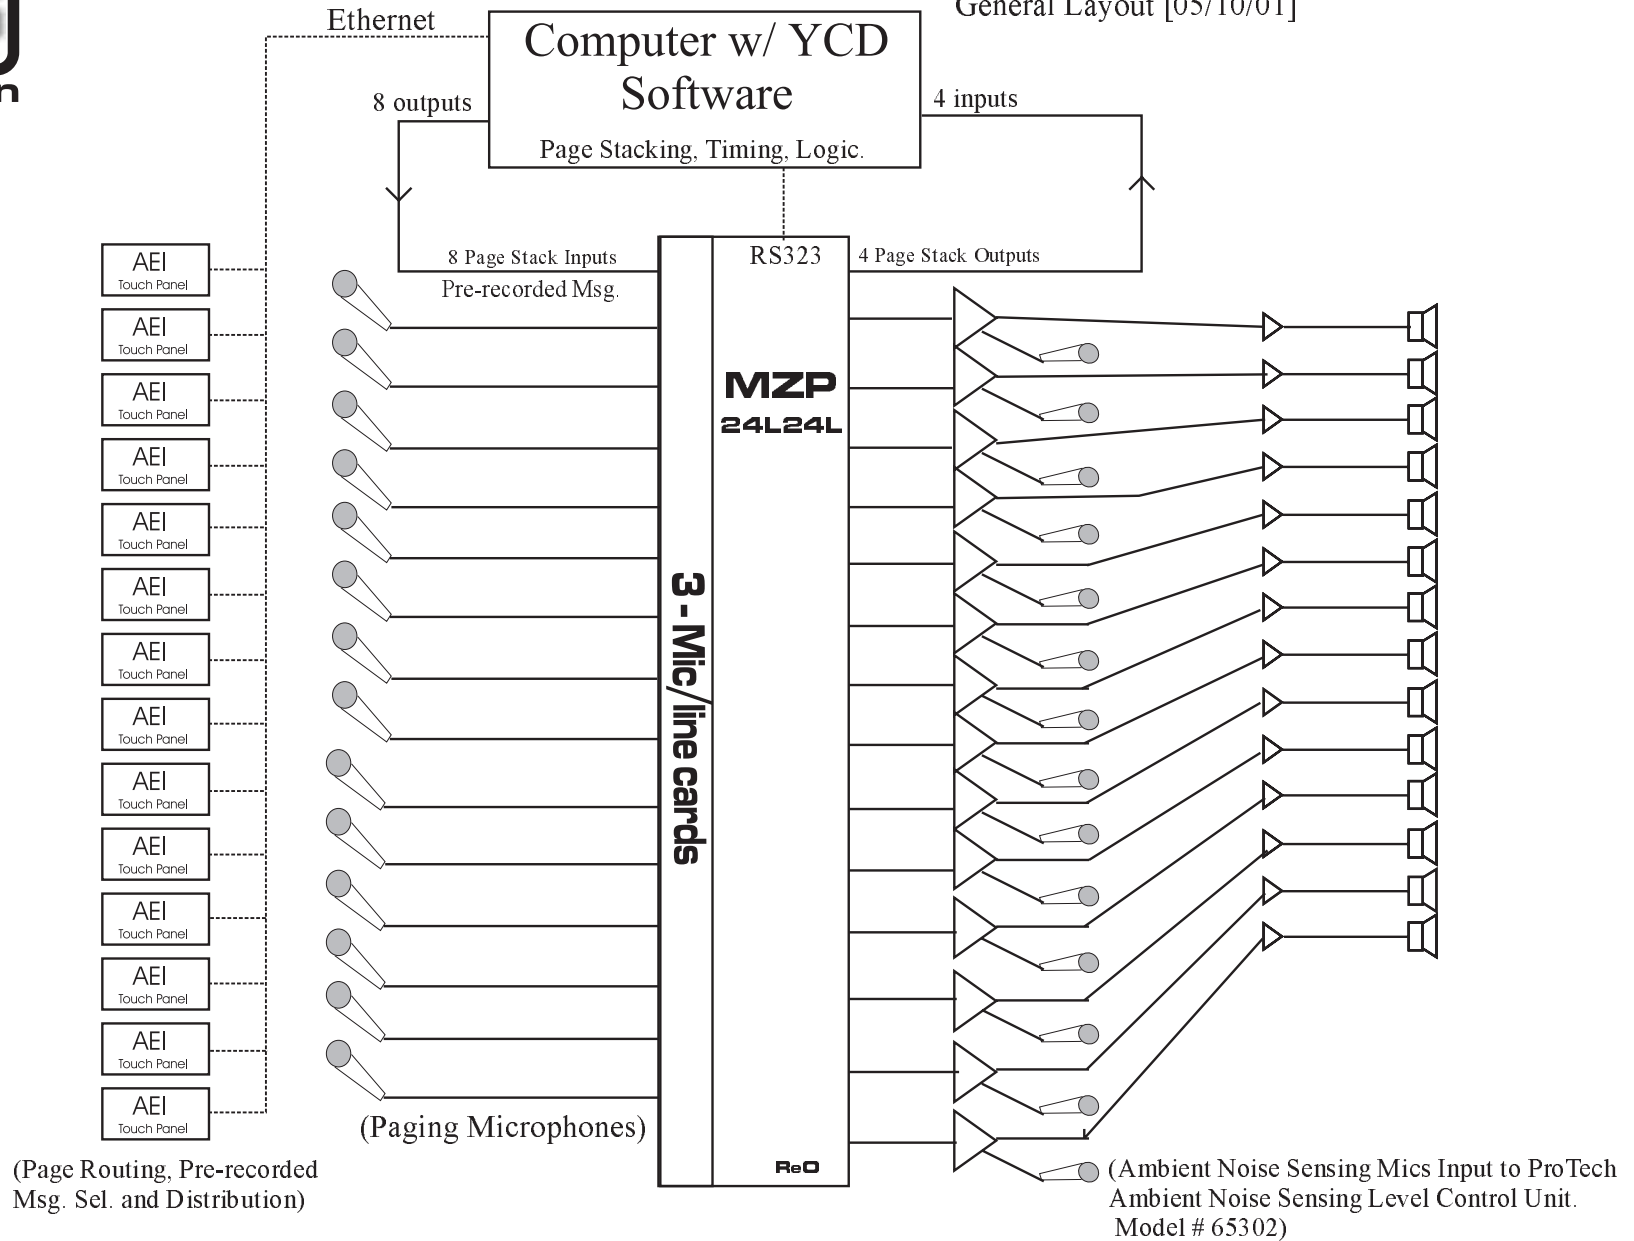 General Layout [05/10/01]
Ethernet
Computer w/ YCD
Software
Page Stacking, Timing, Logic.
8 outputs
4 inputs
8 Page Stack Inputs
Pre-recorded Msg.
RS323
4 Page Stack Outputs
MZP
24L24L
3-Mic/line cards
ReO
AEI
Touch Panel
AEI
Touch Panel
AEI
Touch Panel
AEI
Touch Panel
AEI
Touch Panel
AEI
Touch Panel
AEI
Touch Panel
AEI
Touch Panel
AEI
Touch Panel
AEI
Touch Panel
AEI
Touch Panel
AEI
Touch Panel
AEI
Touch Panel
AEI
Touch Panel
(Paging Microphones)
(Page Routing, Pre-recorded
Msg. Sel. and Distribution)
(Ambient Noise Sensing Mics Input to ProTech
Ambient Noise Sensing Level Control Unit.
Model # 65302)